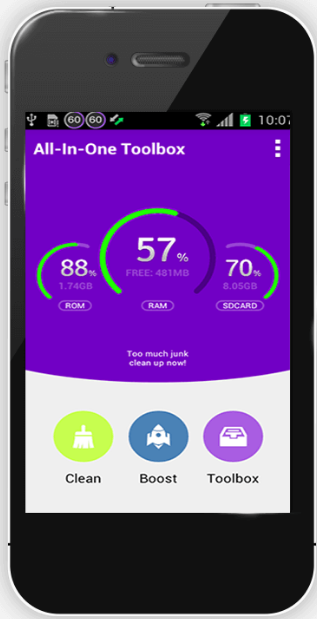 60 60 10:07
All-In-One Toolbox
57%
FREE: 481MB
RAM
88%
1.74GB
ROM
70%
8.05GB
SDCARD
Too much junk
clean up now!
Clean Boost Toolbox